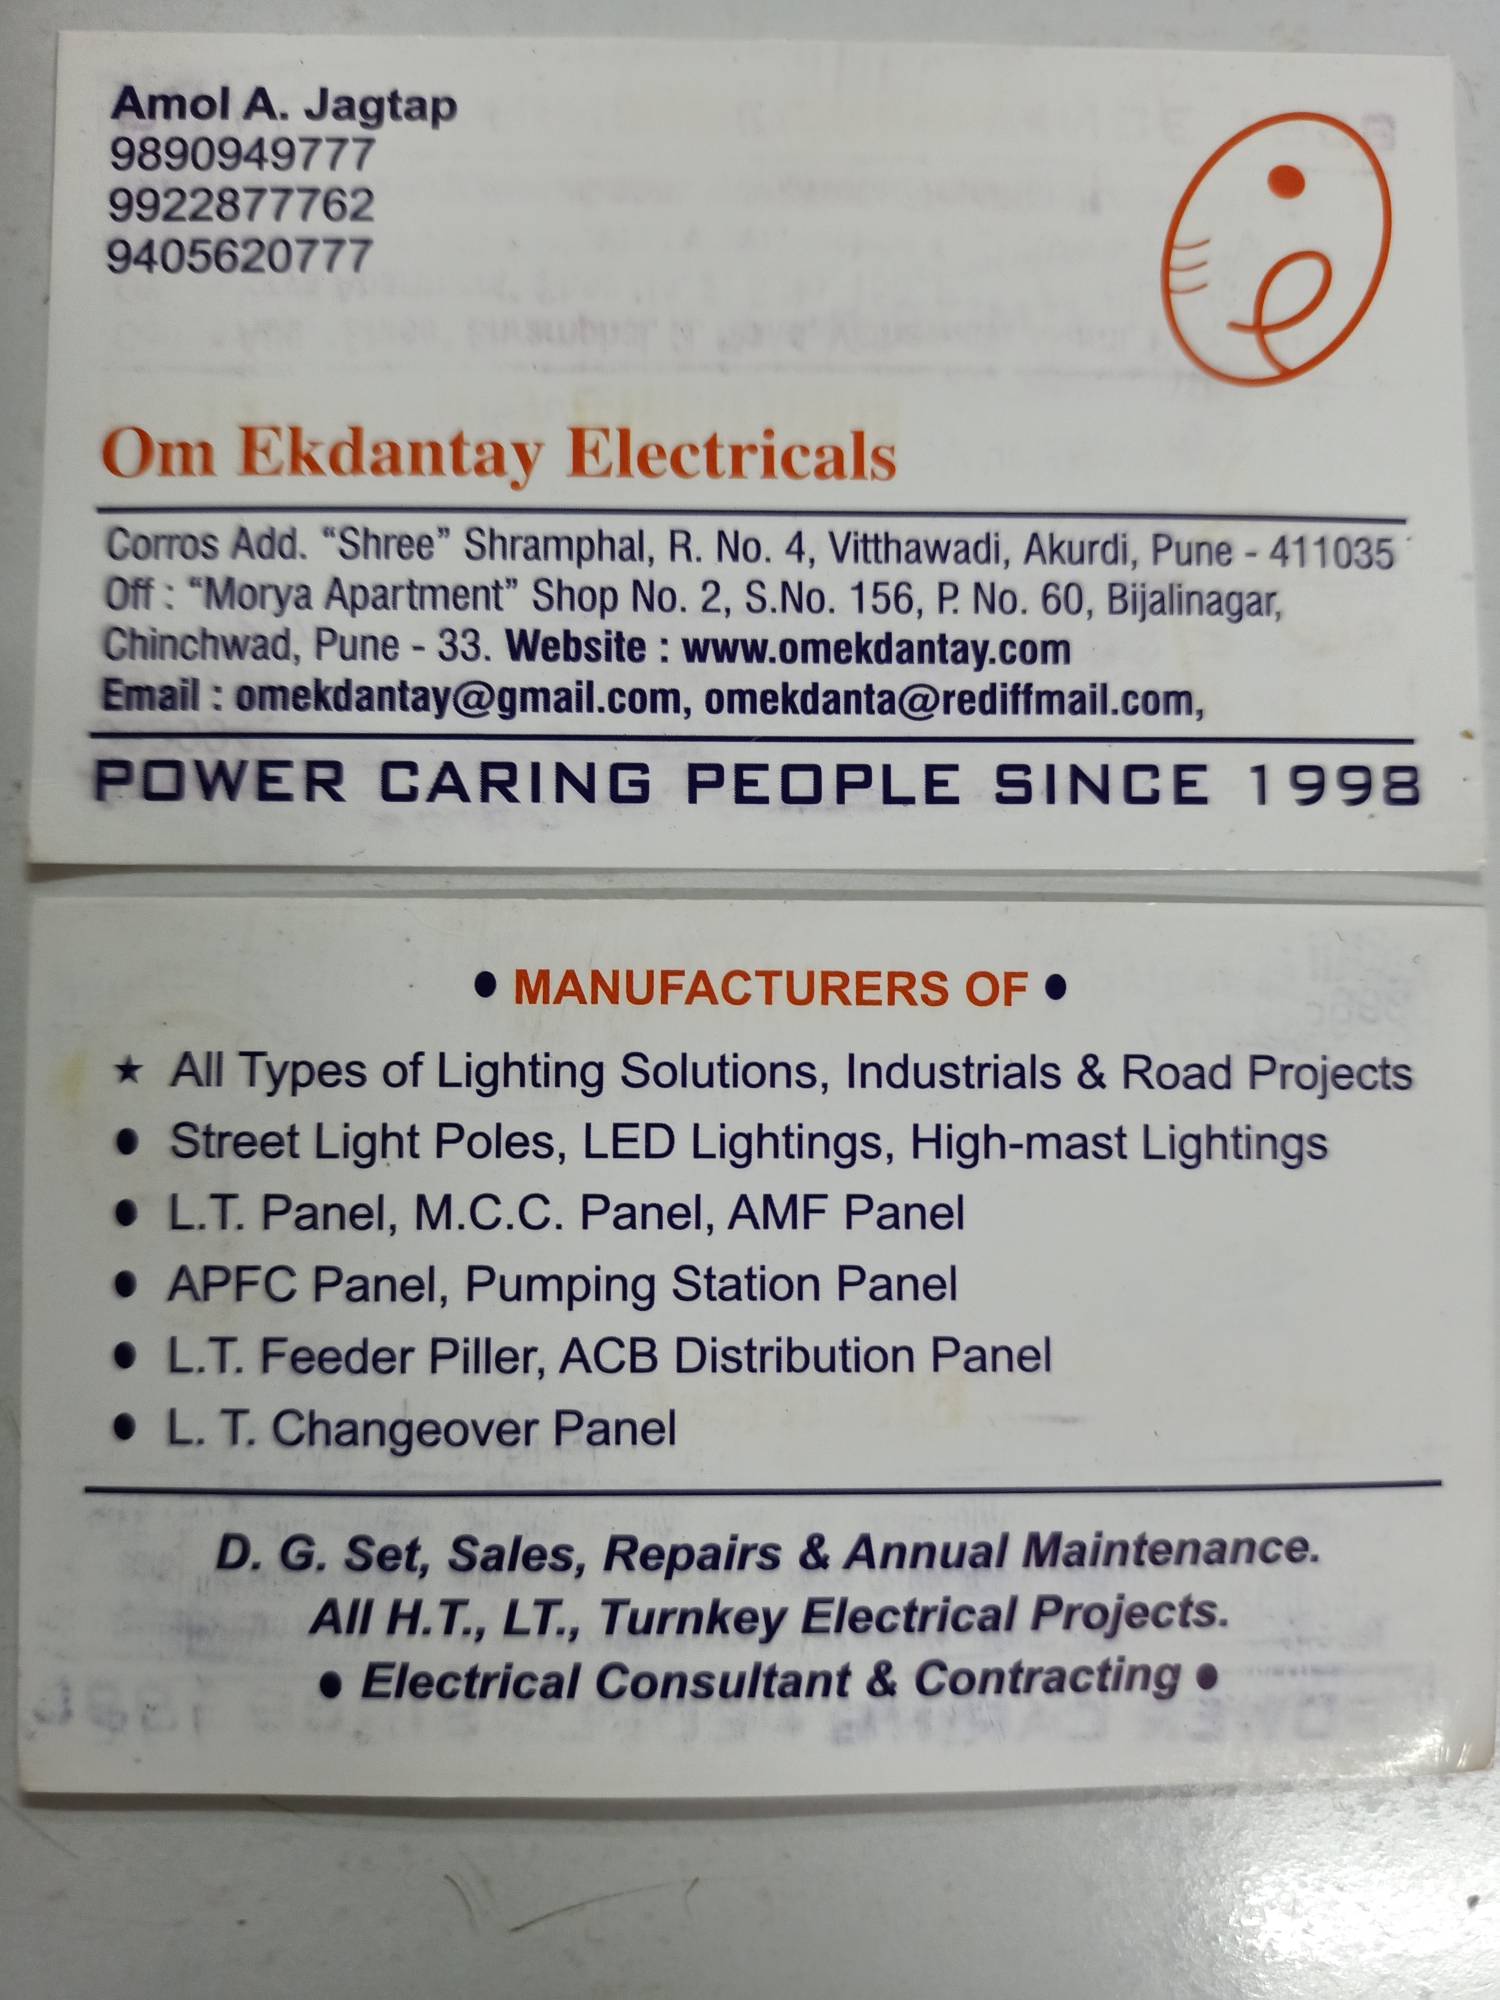 Amol A. Jagtap
9890949777
9922877762
9405620777
Om Ekdantay Electricals
Corros Add. “Shree” Shramphal, R. No. 4, Vitthawadi, Akurdi, Pune - 411035
Off : “Morya Apartment” Shop No. 2, S.No. 156, P. No. 60, Bijalinagar,
Chinchwad, Pune - 33. Website : www.omekdantay.com
Email : omekdantay@gmail.com, omekdanta@rediffmail.com,
POWER CARING PEOPLE SINCE 1998
• MANUFACTURERS OF •
★ All Types of Lighting Solutions, Industrials & Road Projects
• Street Light Poles, LED Lightings, High-mast Lightings
• L.T. Panel, M.C.C. Panel, AMF Panel
• APFC Panel, Pumping Station Panel
• L.T. Feeder Piller, ACB Distribution Panel
• L. T. Changeover Panel
D. G. Set, Sales, Repairs & Annual Maintenance.
All H.T., LT., Turnkey Electrical Projects.
• Electrical Consultant & Contracting •